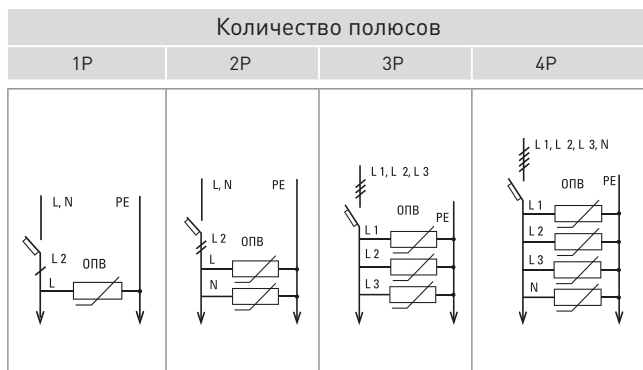 Количество полюсов
1P
2P
3P
4P
L, N
PE
L 2
ОПВ
L
L, N
PE
L 2
ОПВ
L
N
L 1, L 2, L 3
ОПВ
PE
L 1
L 2
L 3
L 1, L 2, L 3, N
PE
ОПВ
L 1
L 2
L 3
N